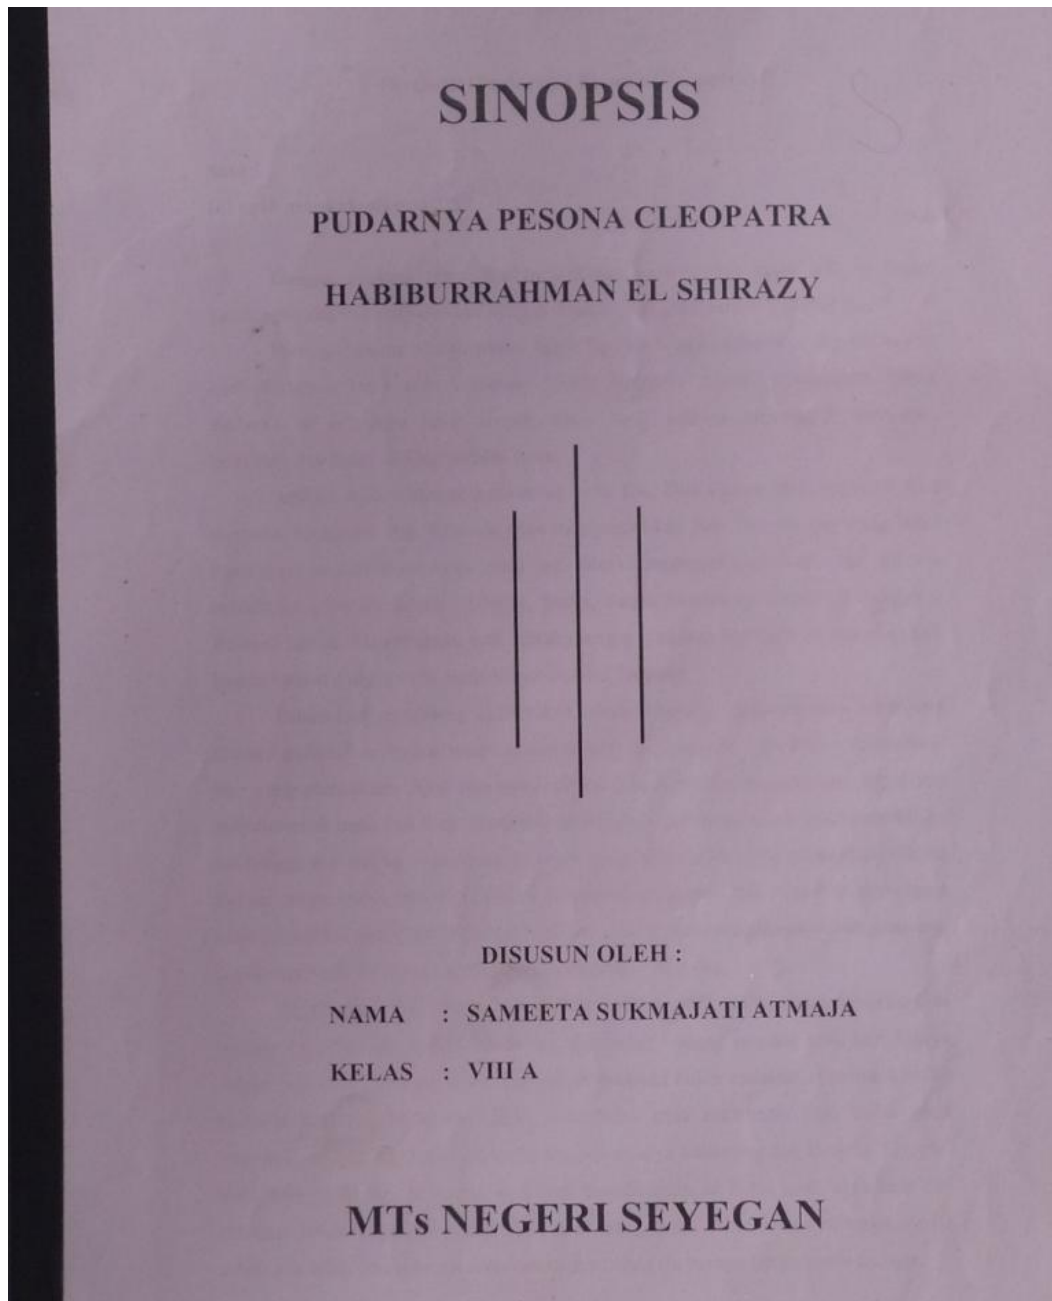 SINOPSIS
PUDARNYA PESONA CLEOPATRA
HABIBURRAHMAN EL SHIRAZY
DISUSUN OLEH :
NAMA : SAMEETA SUKMAJATI ATMAJA
KELAS : VIII A
MTs NEGERI SEYEGAN